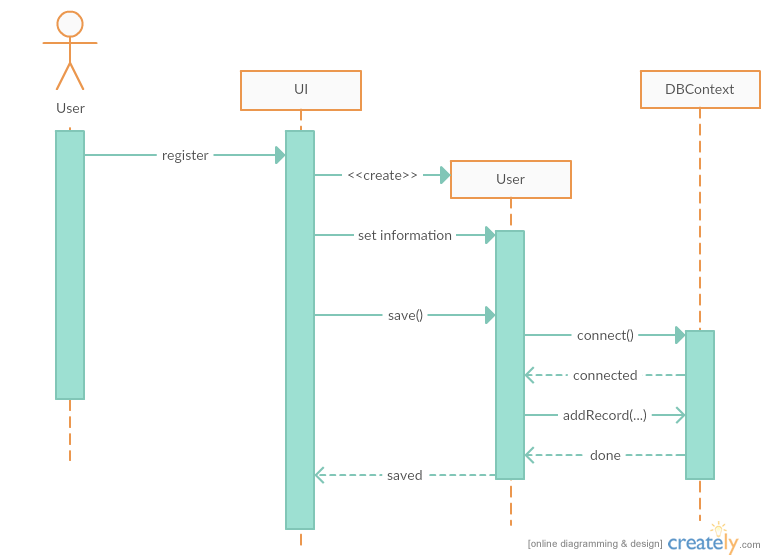 UI
DBContext
User
register
<<create>>
User
set information
save()
connect()
connected
addRecord(...)
done
saved
[online diagramming & design] creately.com